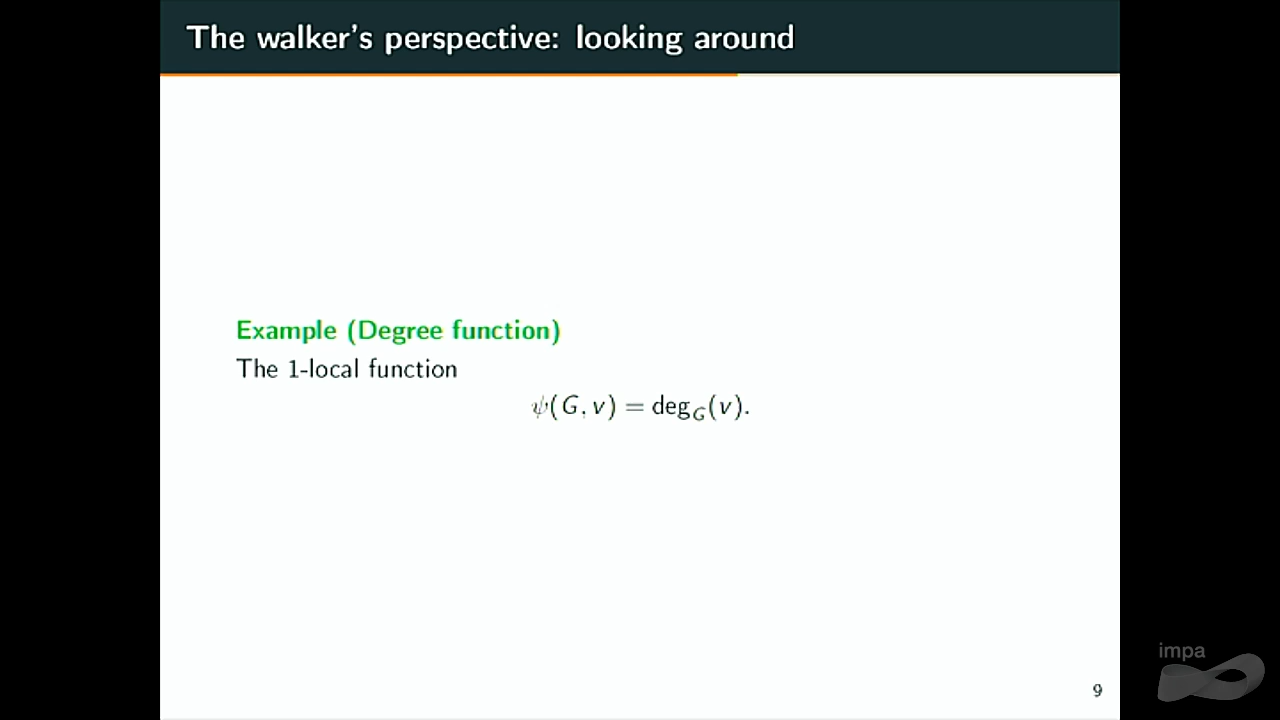 The walker's perspective: looking around
Example (Degree function)
The 1-local function
ψ(G, v) = deg_G(v).
impa
9